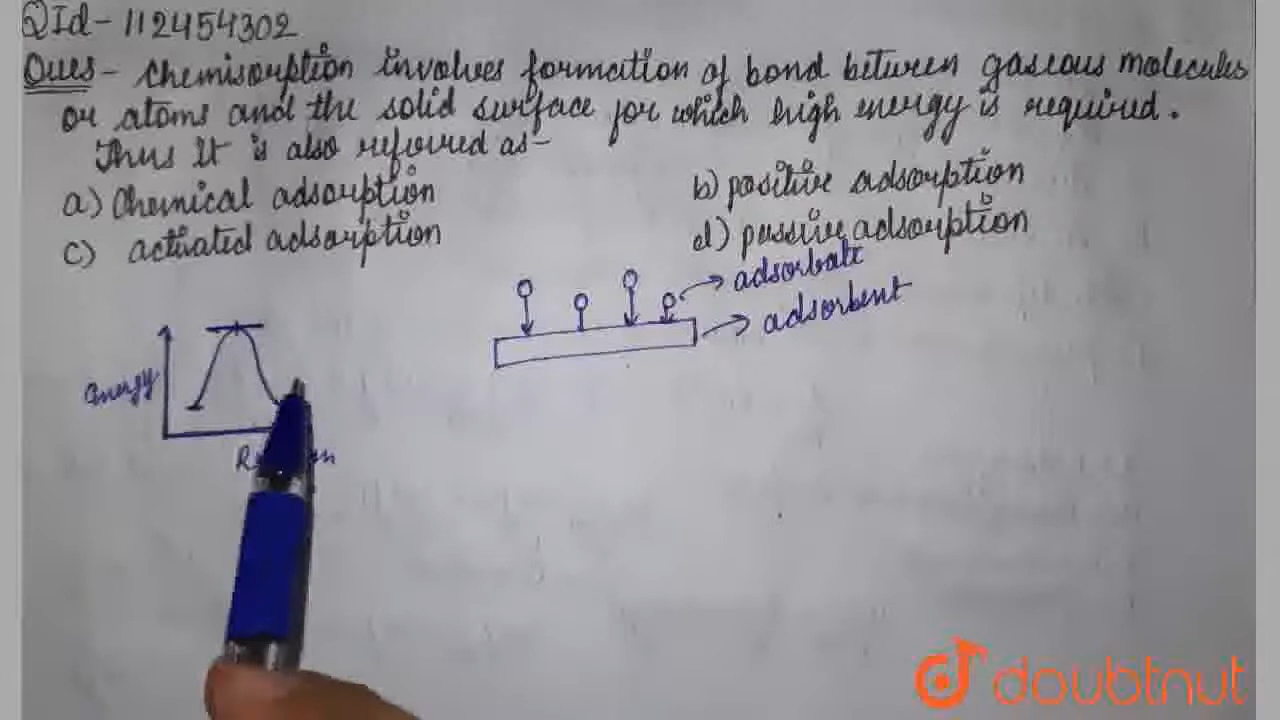 QId - 112454302
Ques - Chemisorption involves formation of bond between gaseous molecules
or atoms and the solid surface for which high energy is required.
Thus It is also referred as -
a) Chemical adsorption
b) positive adsorption
c) activated adsorption
d) passive adsorption
adsorbate
adsorbent
energy
doubtnut